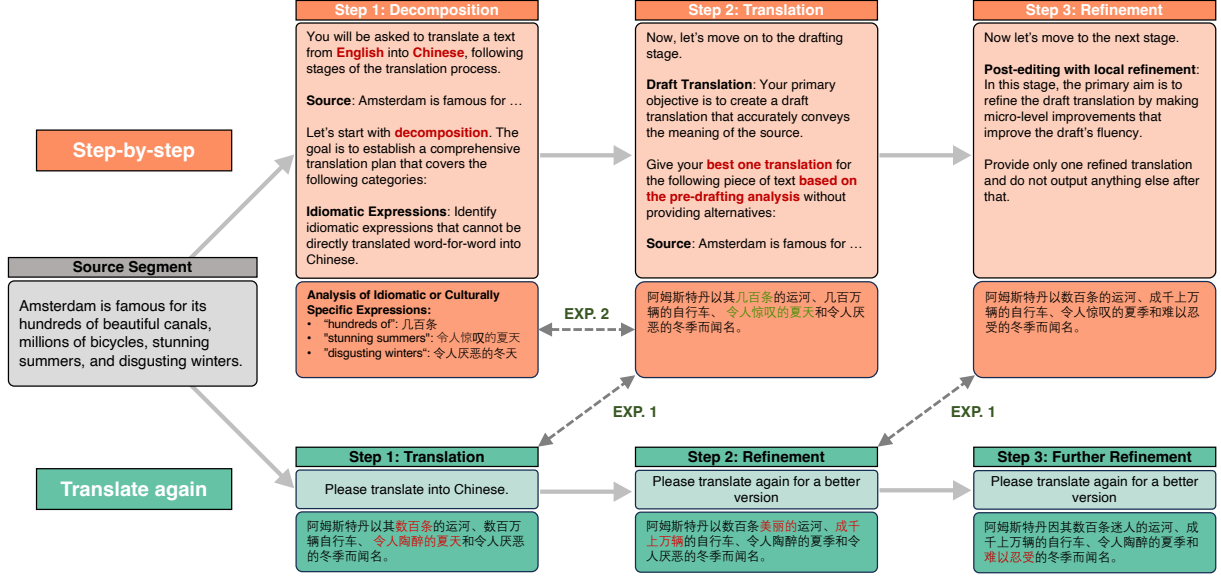 Step 1: Decomposition
You will be asked to translate a text
from English into Chinese, following
stages of the translation process.
Source: Amsterdam is famous for …
Let's start with decomposition. The
goal is to establish a comprehensive
translation plan that covers the
following categories:
Idiomatic Expressions: Identify
idiomatic expressions that cannot be
directly translated word-for-word into
Chinese.
Analysis of Idiomatic or Culturally
Specific Expressions:
• "hundreds of": 几百条
• "stunning summers": 令人惊叹的夏天
• "disgusting winters": 令人厌恶的冬天
Step 2: Translation
Now, let's move on to the drafting
stage.
Draft Translation: Your primary
objective is to create a draft
translation that accurately conveys
the meaning of the source.
Give your best one translation for
the following piece of text based on
the pre-drafting analysis without
providing alternatives:
Source: Amsterdam is famous for …
阿姆斯特丹以其几百条的运河、几百万
辆的自行车、 令人惊叹的夏天和令人厌
恶的冬季而闻名。
Step 3: Refinement
Now let's move to the next stage.
Post-editing with local refinement:
In this stage, the primary aim is to
refine the draft translation by making
micro-level improvements that
improve the draft's fluency.
Provide only one refined translation
and do not output anything else after
that.
阿姆斯特丹以数百条的运河、成千上万
辆的自行车、令人惊叹的夏季和难以忍
受的冬季而闻名。
Step-by-step
Source Segment
Amsterdam is famous for its
hundreds of beautiful canals,
millions of bicycles, stunning
summers, and disgusting winters.
EXP. 2
EXP. 1
EXP. 1
Translate again
Step 1: Translation
Please translate into Chinese.
阿姆斯特丹以其数百条的运河、数百万
辆自行车、 令人陶醉的夏天和令人厌恶
的冬季而闻名。
Step 2: Refinement
Please translate again for a better
version
阿姆斯特丹以数百条美丽的运河、成千
上万辆的自行车、令人陶醉的夏季和令
人厌恶的冬季而闻名。
Step 3: Further Refinement
Please translate again for a better
version
阿姆斯特丹因其数百条迷人的运河、成
千上万辆的自行车、令人陶醉的夏季和
难以忍受的冬季而闻名。